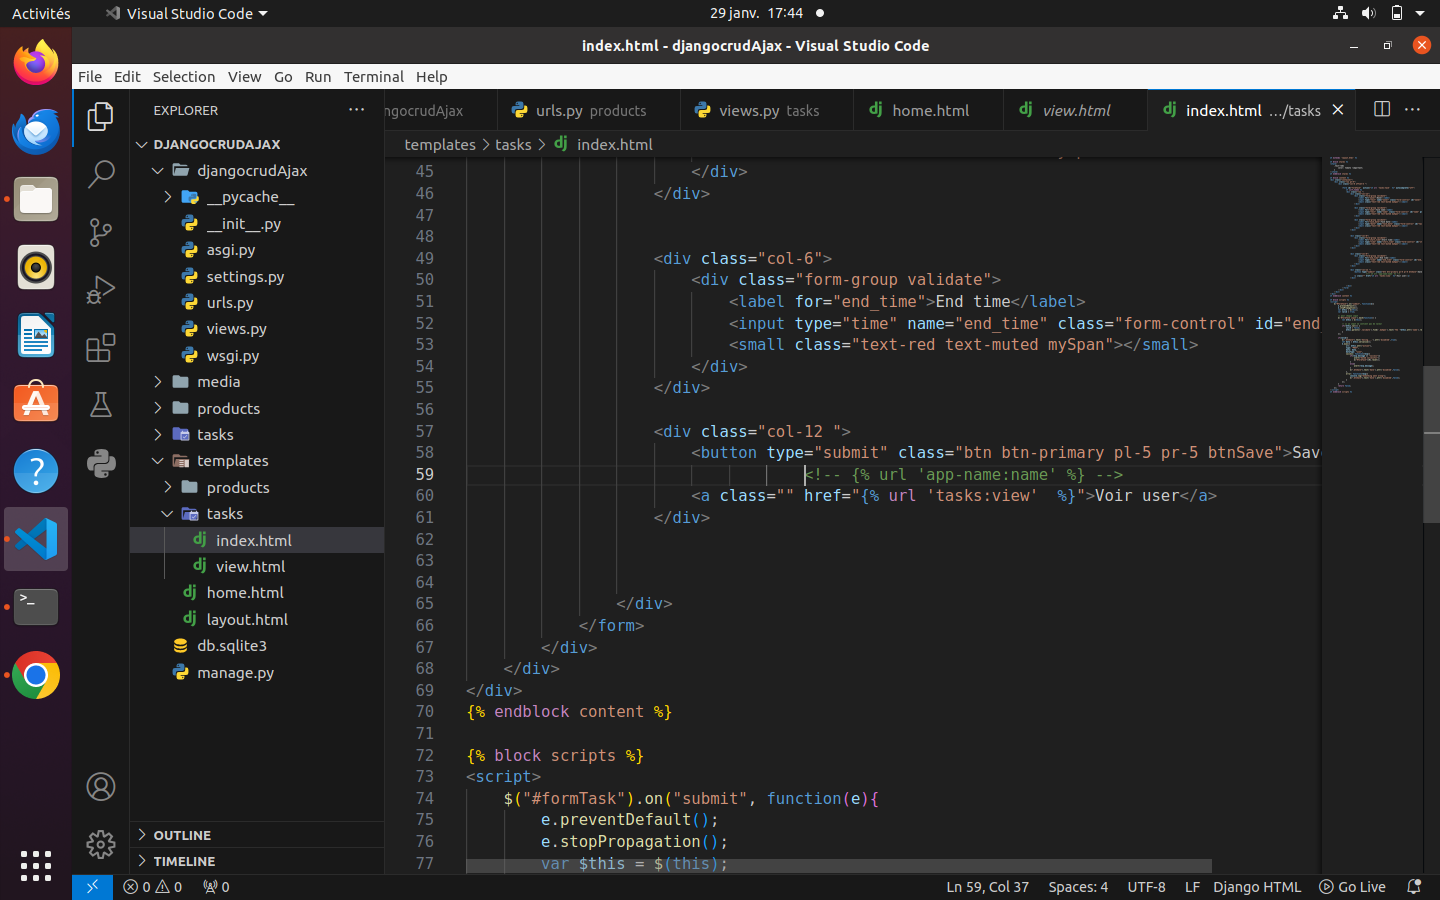 Activités
Visual Studio Code
29 janv. 17:44
index.html - djangocrudAjax - Visual Studio Code
File Edit Selection View Go Run Terminal Help
EXPLORER
ngocrudAjax
urls.py products
views.py tasks
home.html
view.html
index.html .../tasks
templates > tasks > index.html
DJANGOCRUDAJAX
djangocrudAjax
__pycache__
__init__.py
asgi.py
settings.py
urls.py
views.py
wsgi.py
media
products
tasks
templates
products
tasks
index.html
view.html
home.html
layout.html
db.sqlite3
manage.py
OUTLINE
TIMELINE
45 </div>
46 </div>
47
48
49 <div class="col-6">
50 <div class="form-group validate">
51 <label for="end_time">End time</label>
52 <input type="time" name="end_time" class="form-control" id="end_
53 <small class="text-red text-muted mySpan"></small>
54 </div>
55 </div>
56
57 <div class="col-12 ">
58 <button type="submit" class="btn btn-primary pl-5 pr-5 btnSave">Save
59 <!-- {% url 'app-name:name' %} -->
60 <a class="" href="{% url 'tasks:view'  %}">Voir user</a>
61 </div>
62
63
64
65 </div>
66 </form>
67 </div>
68 </div>
69 </div>
70 {% endblock content %}
71
72 {% block scripts %}
73 <script>
74 $("#formTask").on("submit", function(e){
75 e.preventDefault();
76 e.stopPropagation();
77 var $this = $(this);
0 0 0
Ln 59, Col 37
Spaces: 4
UTF-8
LF
Django HTML
Go Live